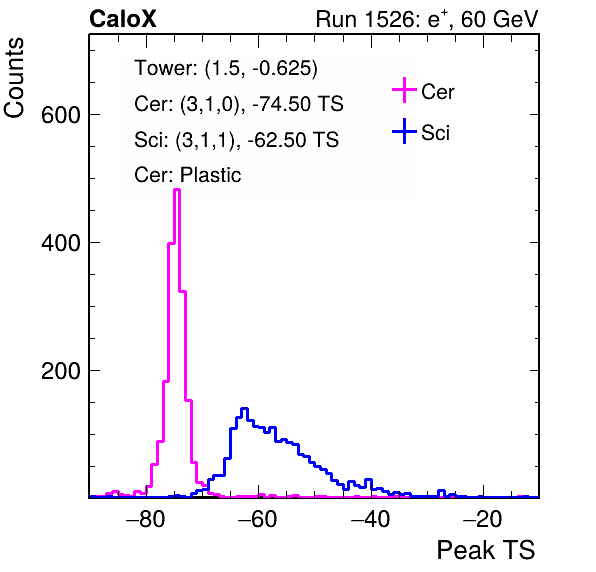 CaloX Run 1526: e⁺, 60 GeV
Counts
Tower: (1.5, -0.625)
Cer: (3,1,0), -74.50 TS
Sci: (3,1,1), -62.50 TS
Cer: Plastic
Cer
Sci
600
400
200
−80 −60 −40 −20
Peak TS